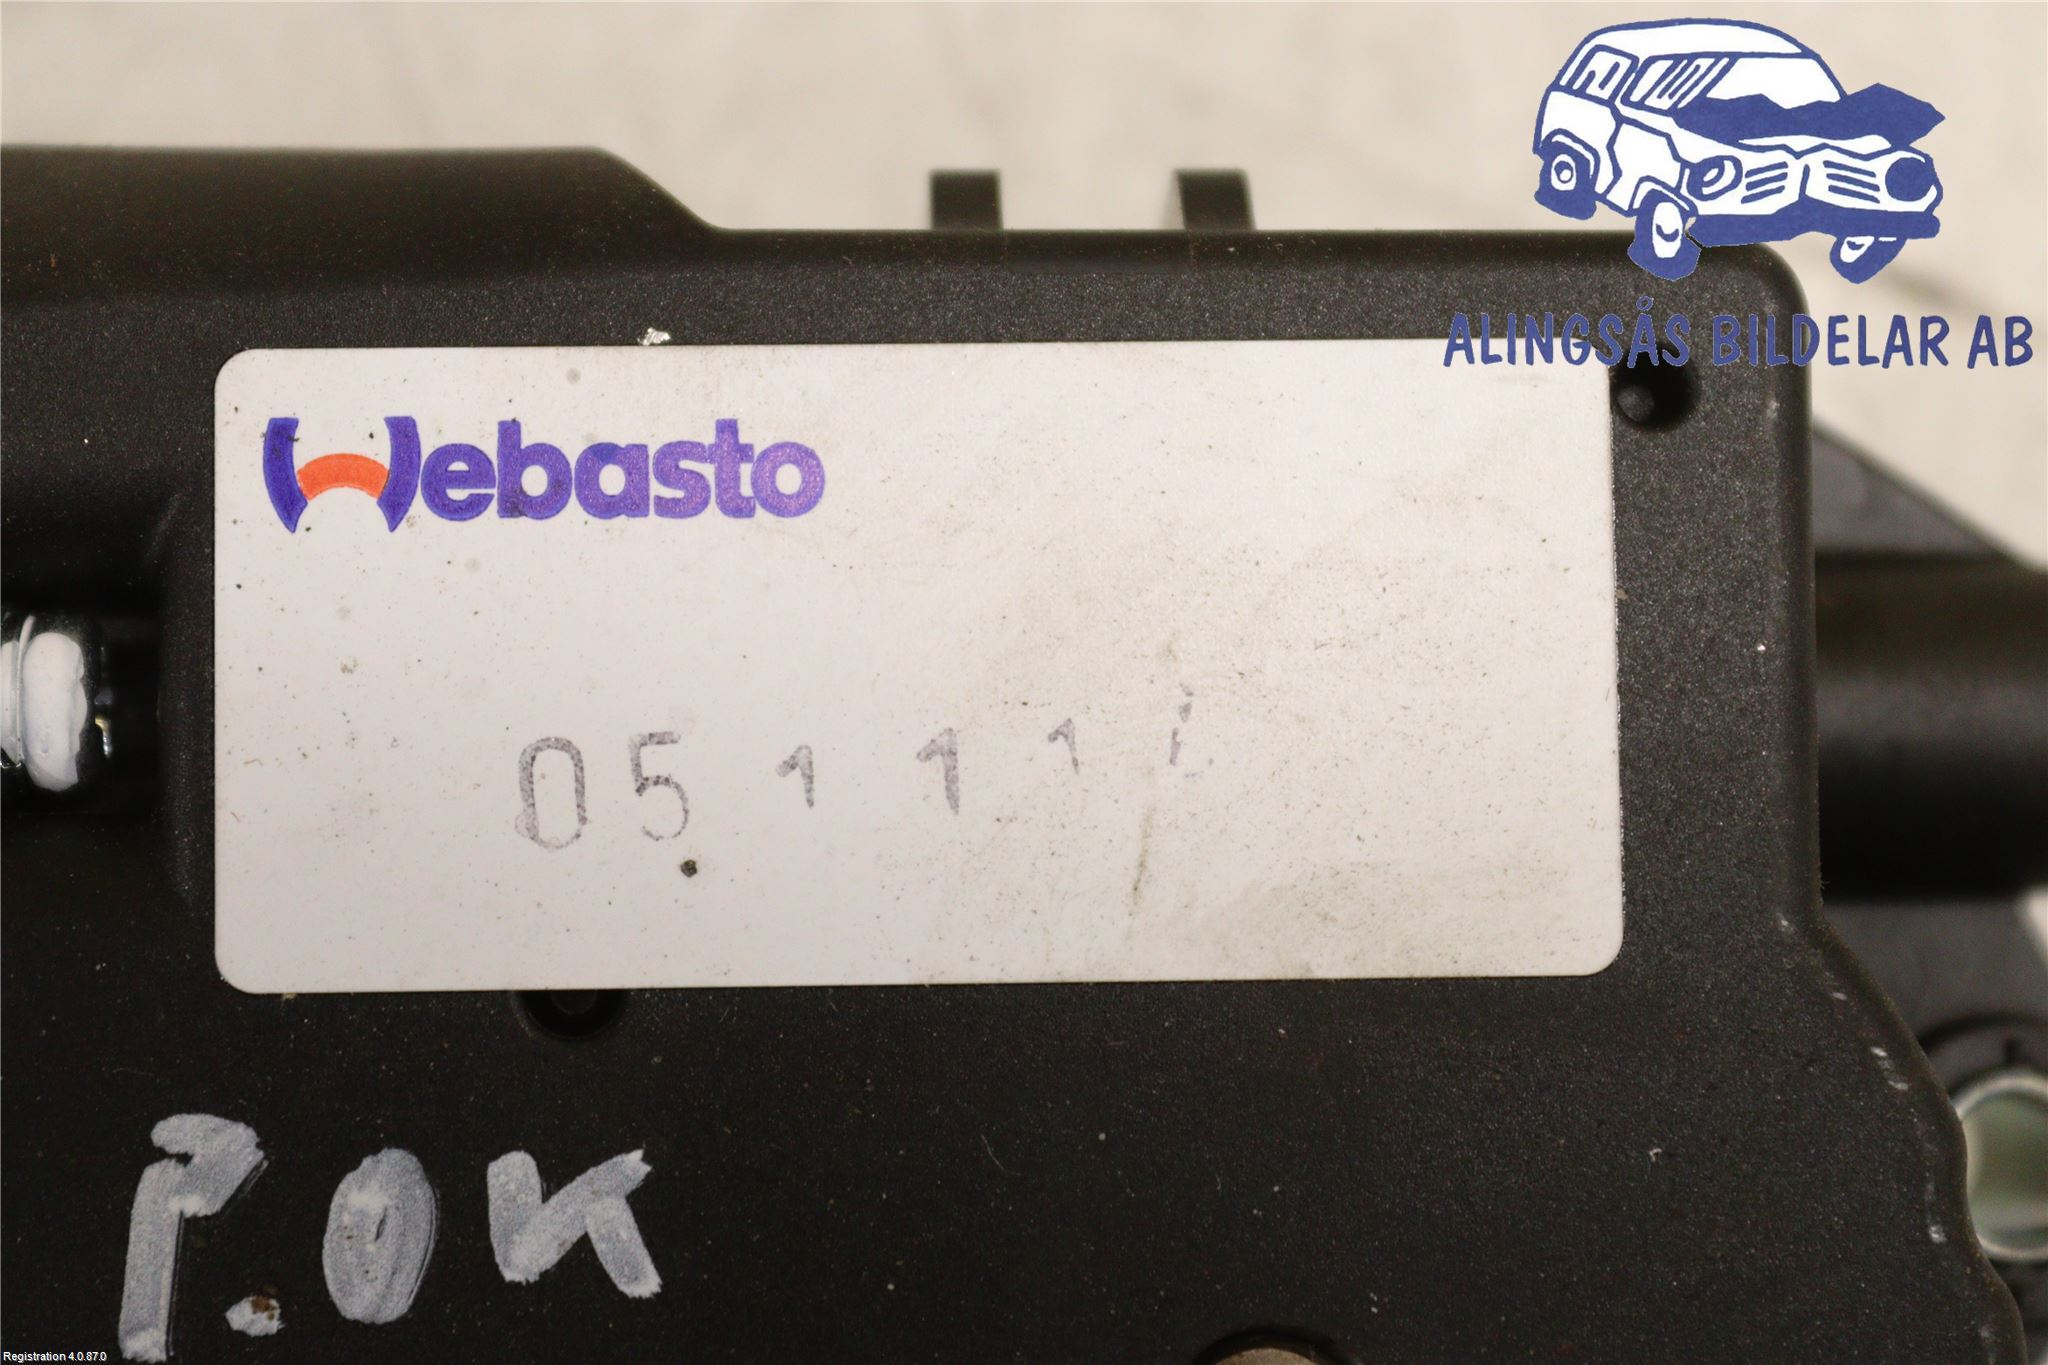 ALINGSÅS BILDELAR AB
Webasto
05 1 1 1
P.OK
Registration 4.0.87.0